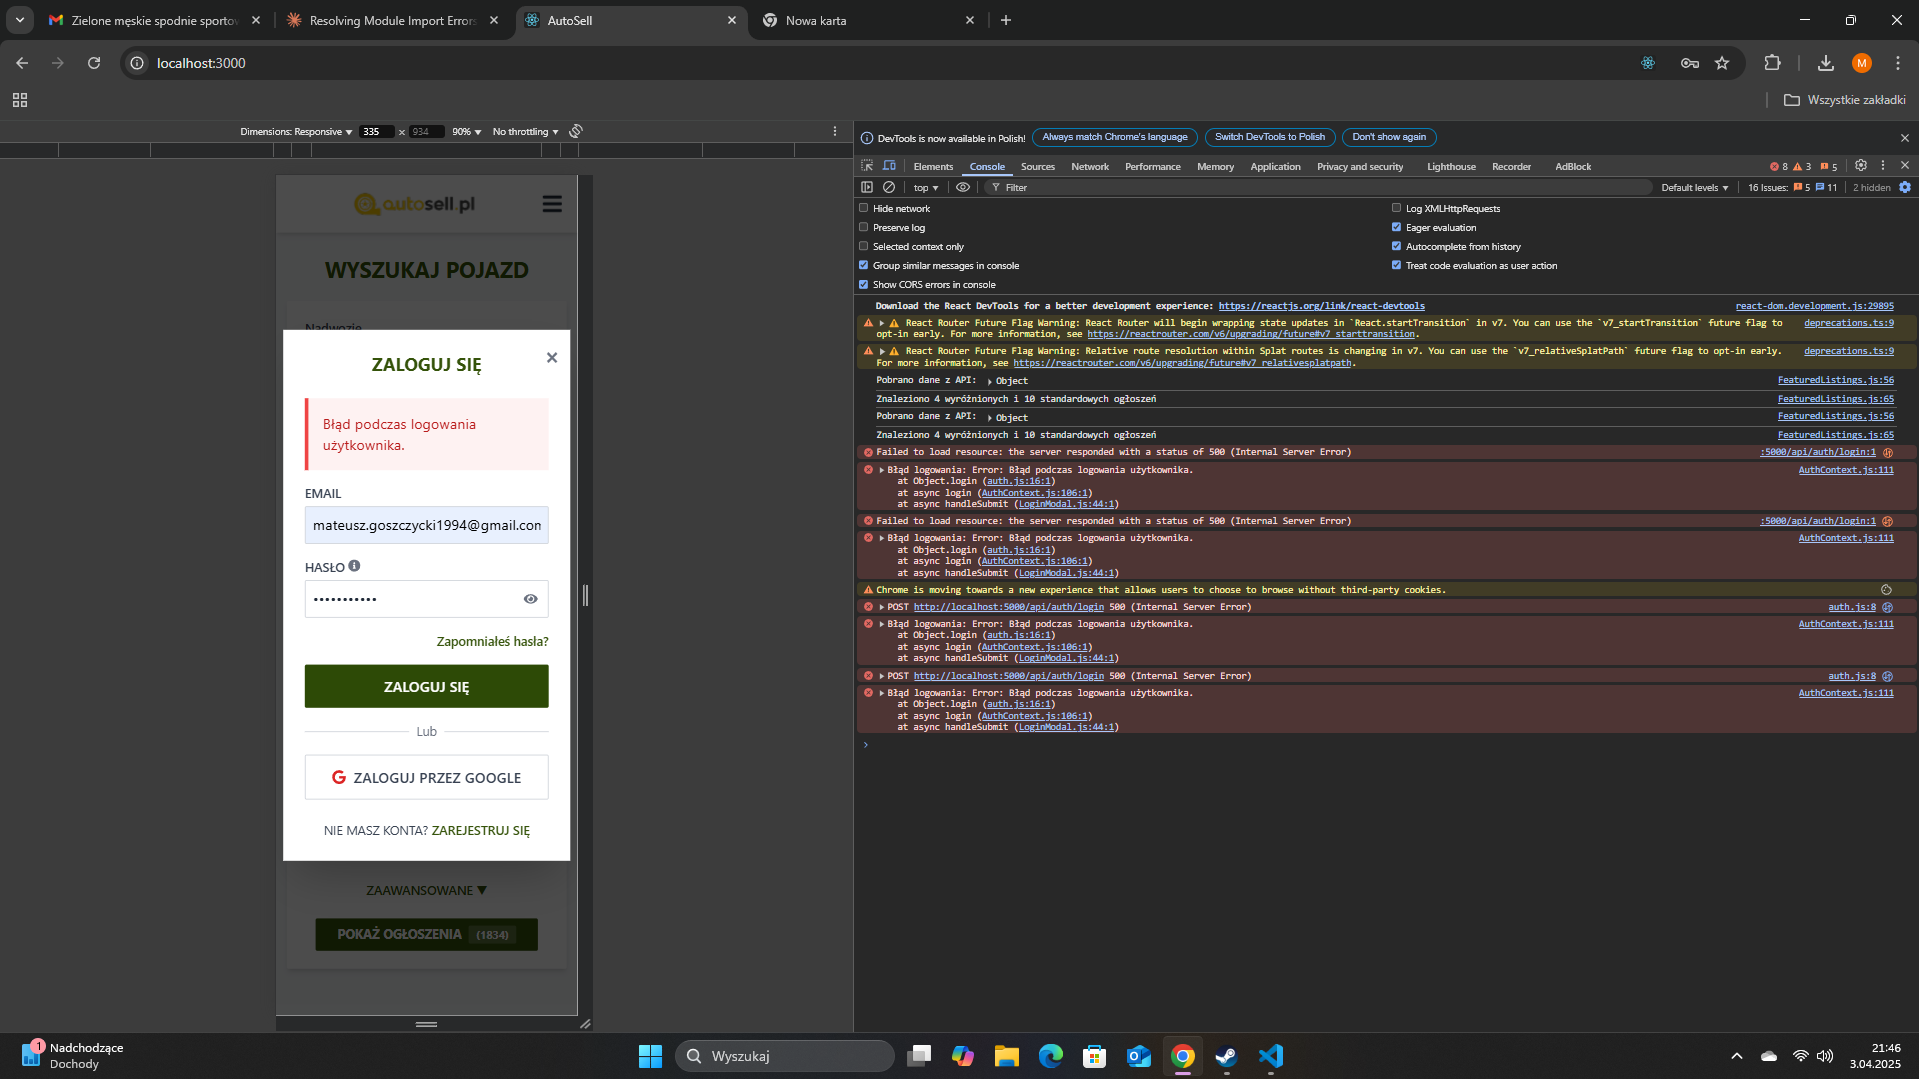 Zielone męskie spodnie sportov
Resolving Module Import Errors
AutoSell
Nowa karta
localhost:3000
M
Wszystkie zakładki
Dimensions: Responsive ▼ 335 × 934 90% ▼ No throttling ▼
DevTools is now available in Polish! Always match Chrome's language Switch DevTools to Polish Don't show again
Elements Console Sources Network Performance Memory Application Privacy and security Lighthouse Recorder AdBlock 8 3 5
top ▼ Filter Default levels ▼ 16 Issues: 5 11 2 hidden
Hide network
Log XMLHttpRequests
Preserve log
Eager evaluation
Selected context only
Autocomplete from history
Group similar messages in console
Treat code evaluation as user action
Show CORS errors in console
Download the React DevTools for a better development experience: https://reactjs.org/link/react-devtools react-dom.development.js:29895
React Router Future Flag Warning: React Router will begin wrapping state updates in `React.startTransition` in v7. You can use the `v7_startTransition` future flag to deprecations.ts:9
opt-in early. For more information, see https://reactrouter.com/v6/upgrading/future#v7_starttransition.
React Router Future Flag Warning: Relative route resolution within Splat routes is changing in v7. You can use the `v7_relativeSplatPath` future flag to opt-in early. deprecations.ts:9
For more information, see https://reactrouter.com/v6/upgrading/future#v7_relativesplatpath.
Pobrano dane z API: ▶ Object FeaturedListings.js:56
Znaleziono 4 wyróżnionych i 10 standardowych ogłoszeń FeaturedListings.js:65
Pobrano dane z API: ▶ Object FeaturedListings.js:56
Znaleziono 4 wyróżnionych i 10 standardowych ogłoszeń FeaturedListings.js:65
Failed to load resource: the server responded with a status of 500 (Internal Server Error) :5000/api/auth/login:1
▶ Błąd logowania: Error: Błąd podczas logowania użytkownika. AuthContext.js:111
at Object.login (auth.js:16:1)
at async login (AuthContext.js:106:1)
at async handleSubmit (LoginModal.js:44:1)
Failed to load resource: the server responded with a status of 500 (Internal Server Error) :5000/api/auth/login:1
▶ Błąd logowania: Error: Błąd podczas logowania użytkownika. AuthContext.js:111
at Object.login (auth.js:16:1)
at async login (AuthContext.js:106:1)
at async handleSubmit (LoginModal.js:44:1)
Chrome is moving towards a new experience that allows users to choose to browse without third-party cookies.
▶ POST http://localhost:5000/api/auth/login 500 (Internal Server Error) auth.js:8
▶ Błąd logowania: Error: Błąd podczas logowania użytkownika. AuthContext.js:111
at Object.login (auth.js:16:1)
at async login (AuthContext.js:106:1)
at async handleSubmit (LoginModal.js:44:1)
▶ POST http://localhost:5000/api/auth/login 500 (Internal Server Error) auth.js:8
▶ Błąd logowania: Error: Błąd podczas logowania użytkownika. AuthContext.js:111
at Object.login (auth.js:16:1)
at async login (AuthContext.js:106:1)
at async handleSubmit (LoginModal.js:44:1)
autosell.pl
WYSZUKAJ POJAZD
Nadwozie
ZALOGUJ SIĘ
Błąd podczas logowania
użytkownika.
EMAIL
mateusz.goszczycki1994@gmail.con
HASŁO
•••••••••••
Zapomniałeś hasła?
ZALOGUJ SIĘ
Lub
ZALOGUJ PRZEZ GOOGLE
NIE MASZ KONTA? ZAREJESTRUJ SIĘ
ZAAWANSOWANE ▼
POKAŻ OGŁOSZENIA (1834)
1
Nadchodzące
Dochody
Wyszukaj
21:46
3.04.2025